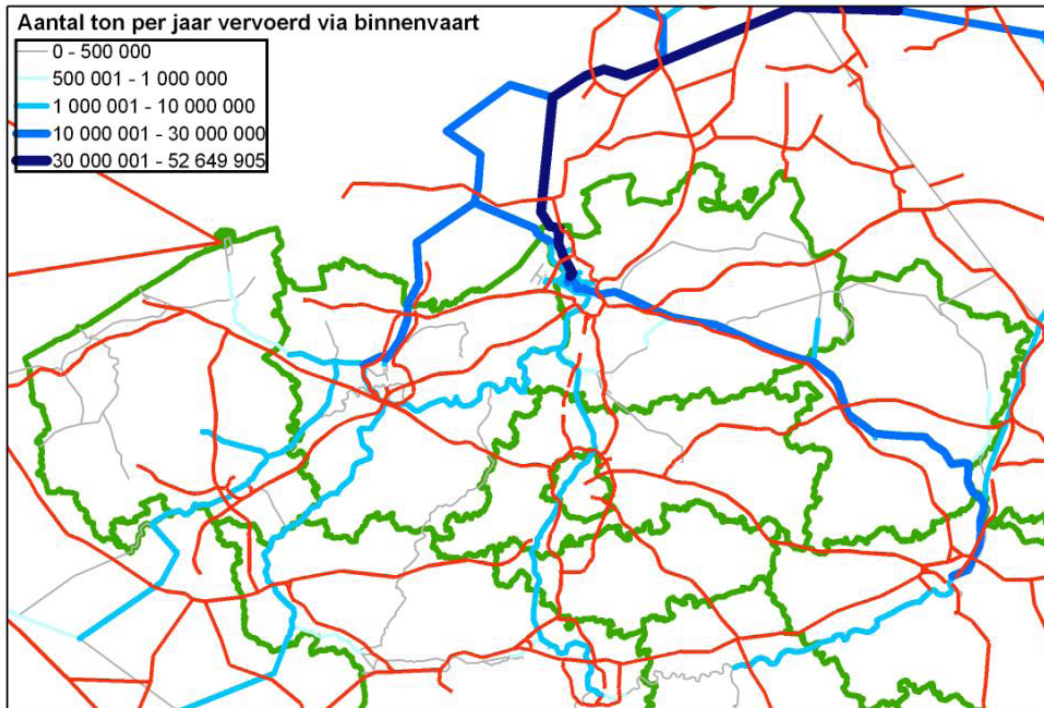 Aantal ton per jaar vervoerd via binnenvaart
0 - 500 000
500 001 - 1 000 000
1 000 001 - 10 000 000
10 000 001 - 30 000 000
30 000 001 - 52 649 905